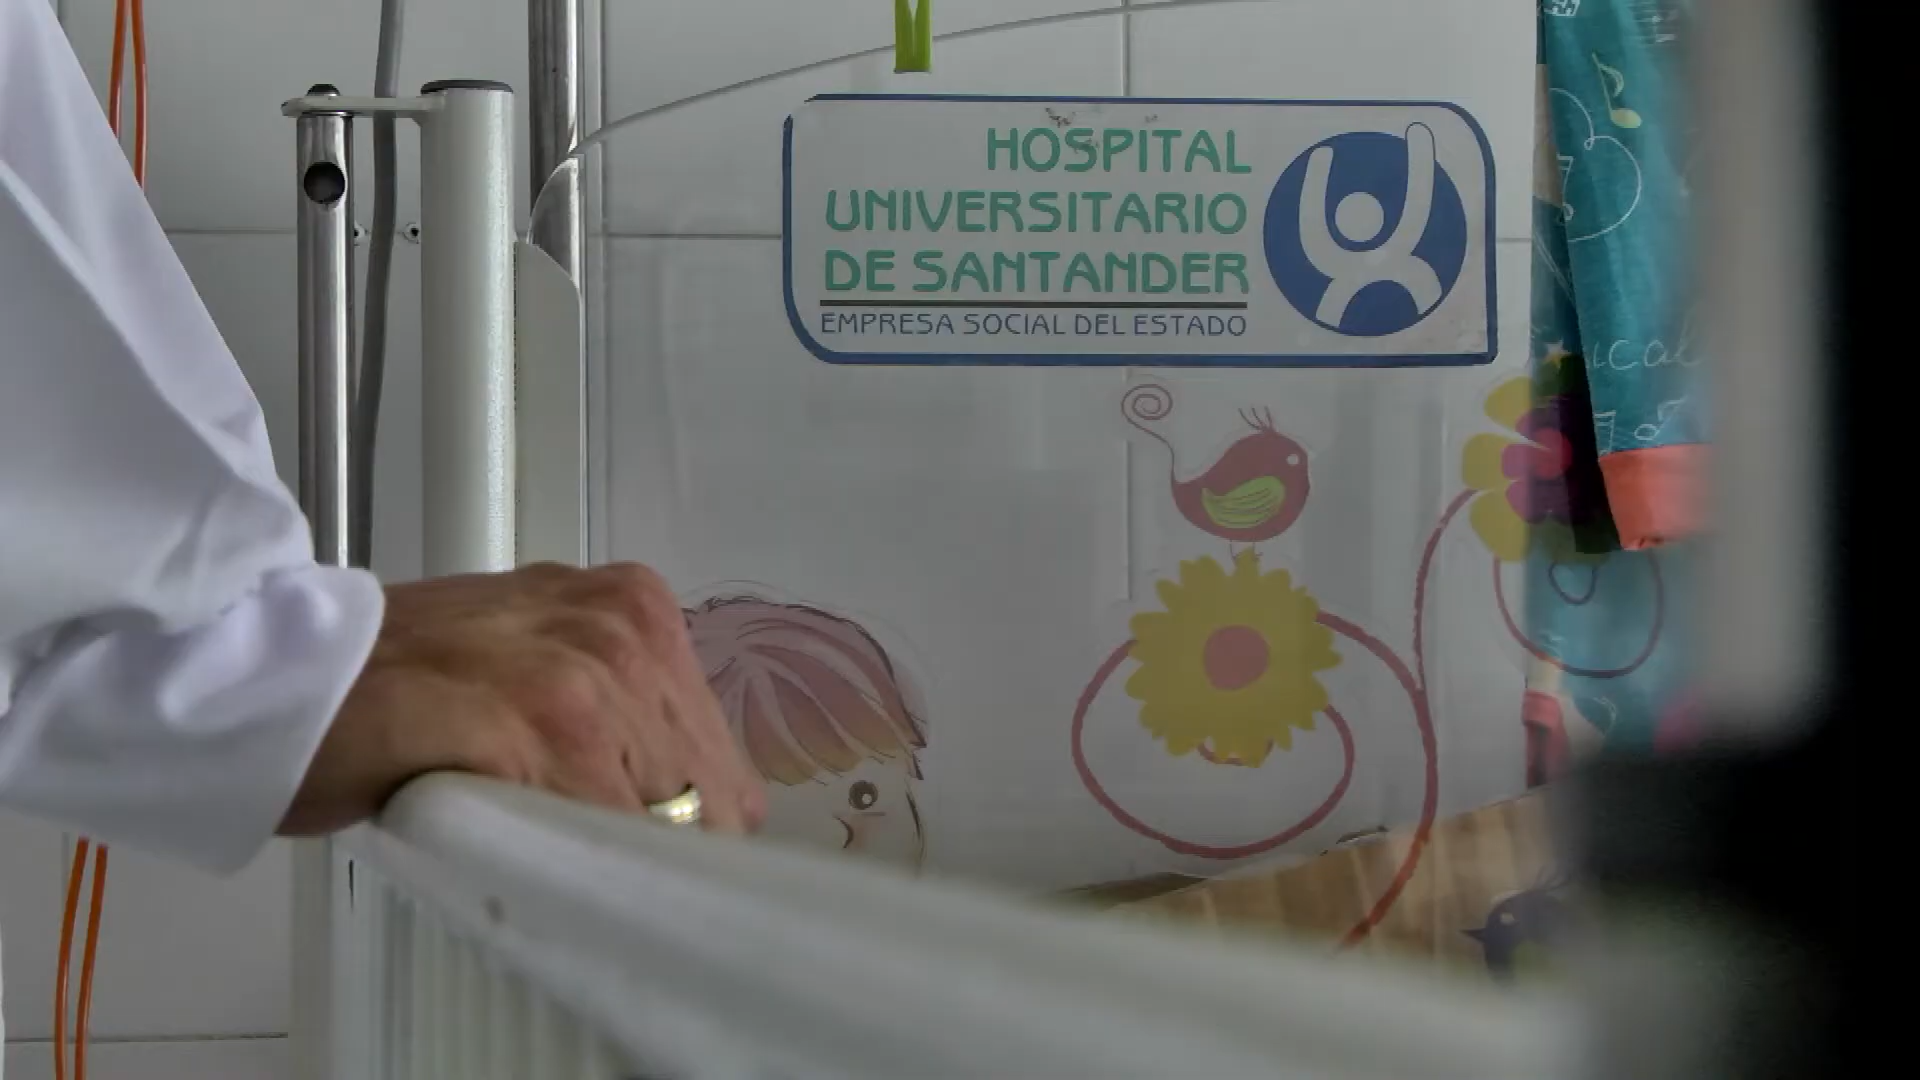 HOSPITAL
UNIVERSITARIO
DE SANTANDER
EMPRESA SOCIAL DEL ESTADO